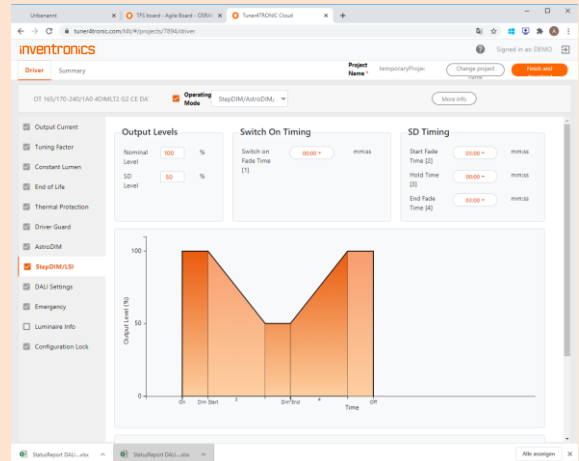 Unbenannt
TFS board - Agile Board - OSRA
Tuner4TRONIC Cloud
tuner4tronic.com/t4t/#/projects/7894/driver
inventronics
Signed in as: DEMO
Driver Summary
Project Name * temporaryProje
Change project name
Finish and
OT 165/170-240/1A0 4DIMLT2 G2 CE DA
Operating Mode
StepDIM/AstroDIM,
More info
Output Current
Tuning Factor
Constant Lumen
End of Life
Thermal Protection
Driver Guard
AstroDIM
StepDIM/LSI
DALI Settings
Emergency
Luminaire Info
Configuration Lock
Output Levels
Nominal Level 100 %
SD Level 50 %
Switch On Timing
Switch on Fade Time [1] 00:00 mm:ss
SD Timing
Start Fade Time [2] 03:00 mm:ss
Hold Time [3] 00:00 mm:ss
End Fade Time [4] 03:00 mm:ss
Output Level (%)
100
50
0
On Dim Start 2 Dim End 4 Off
Time
StatusReport DALI....xlsx
StatusReport DALI....xlsx
Alle anzeigen